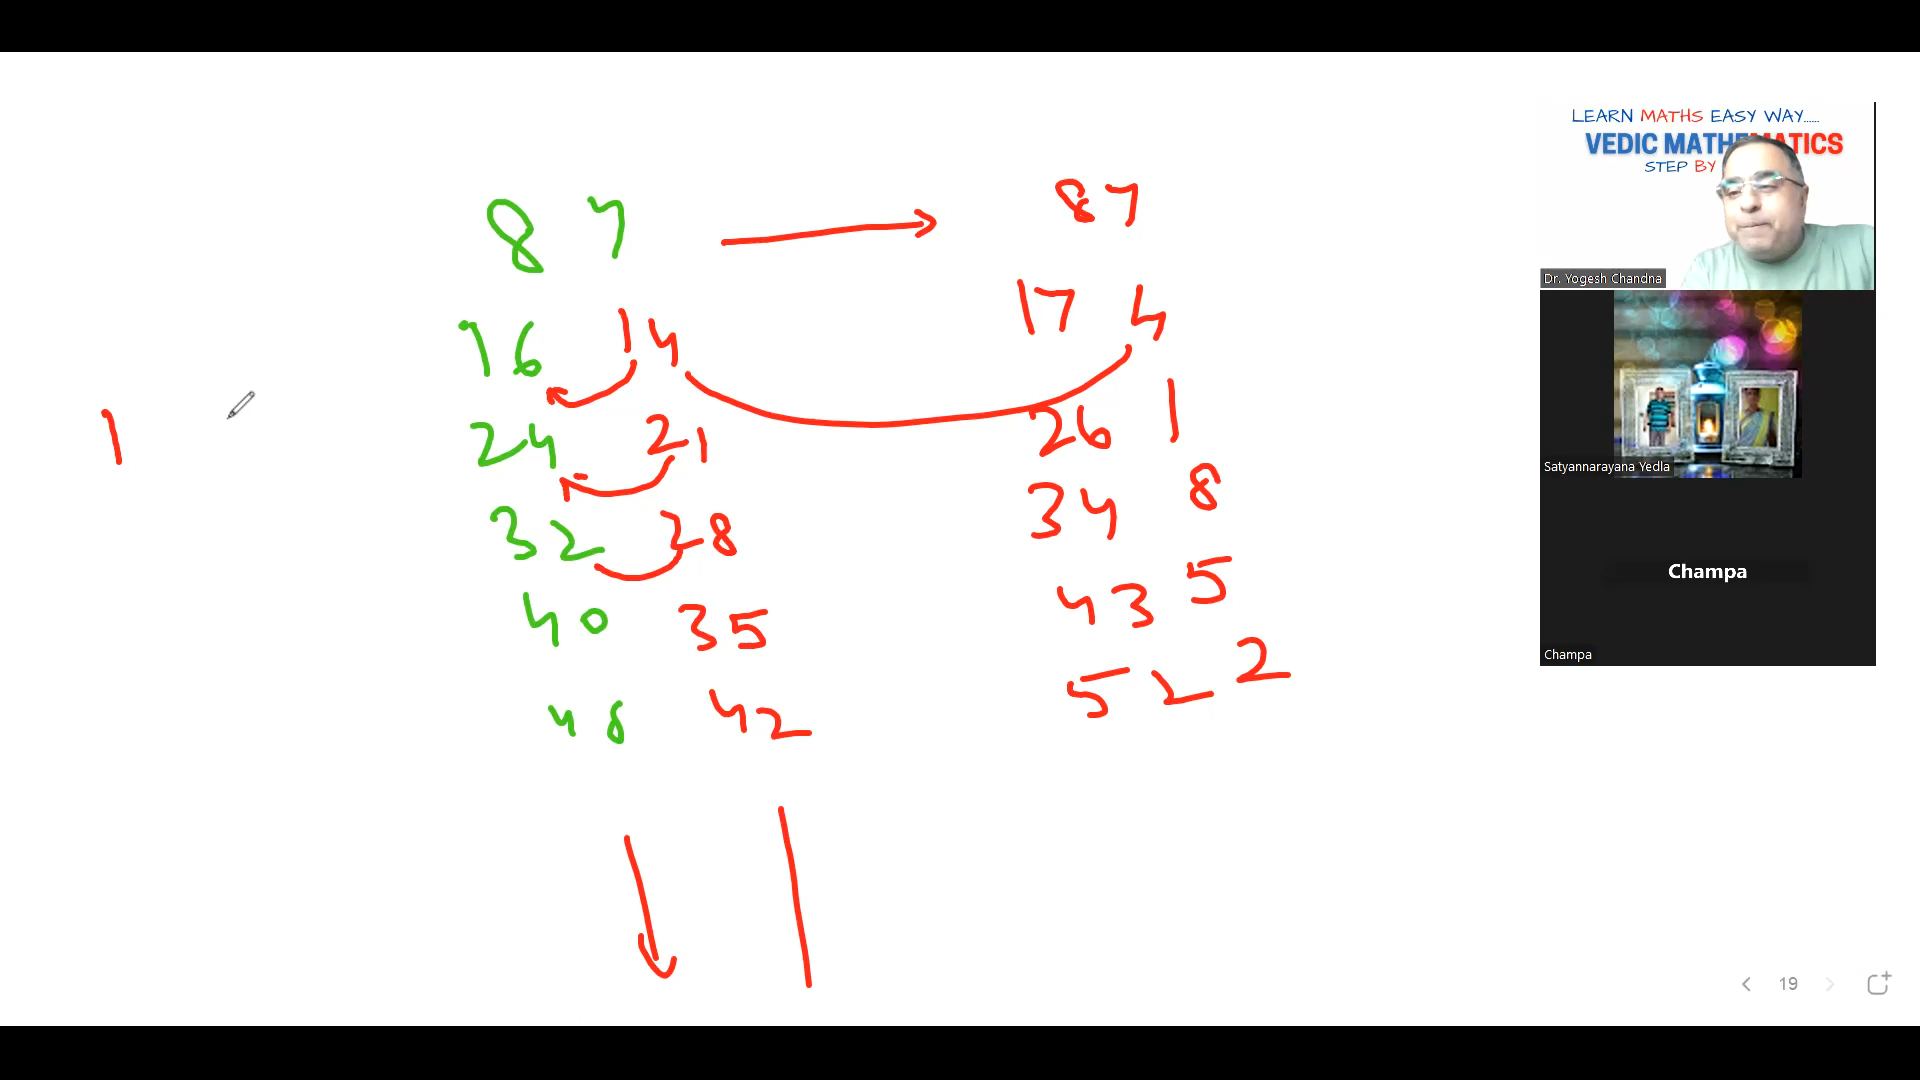 LEARN MATHS EASY WAY......
VEDIC MATHEMATICS
STEP BY
Dr. Yogesh Chandna
Satyannarayana Yedla
Champa
Champa
8 7 87
16 14 17 4
1 24 21 26 1
32 28 34 8
40 35 43 5
48 42 52 2
19